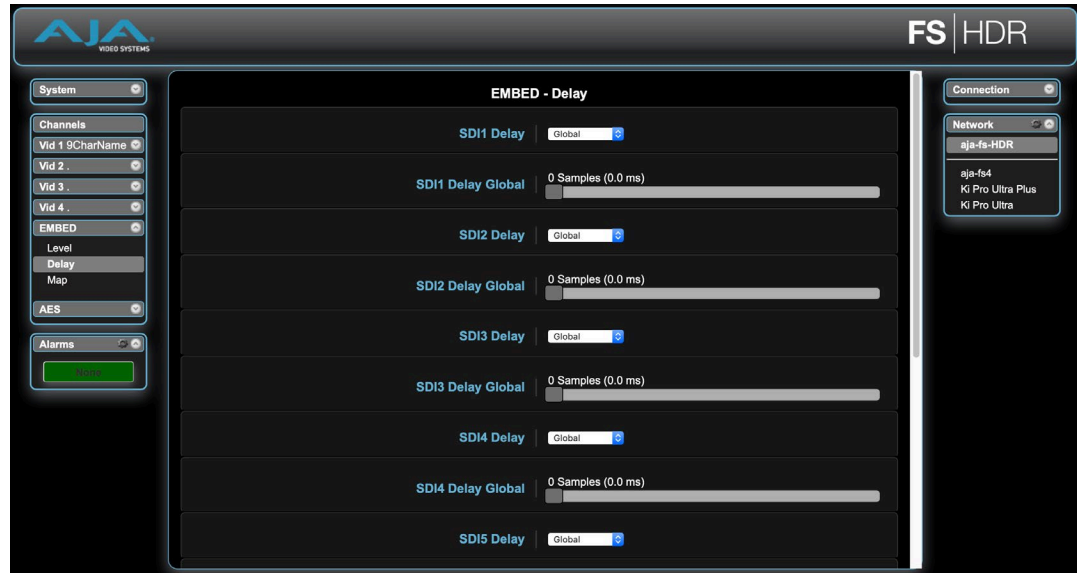 AJA
VIDEO SYSTEMS
FS | HDR
System
Channels
Vid 1 9CharName
Vid 2 .
Vid 3 .
Vid 4 .
EMBED
Level
Delay
Map
AES
Alarms
None
EMBED - Delay
SDI1 Delay Global
SDI1 Delay Global 0 Samples (0.0 ms)
SDI2 Delay Global
SDI2 Delay Global 0 Samples (0.0 ms)
SDI3 Delay Global
SDI3 Delay Global 0 Samples (0.0 ms)
SDI4 Delay Global
SDI4 Delay Global 0 Samples (0.0 ms)
SDI5 Delay Global
Connection
Network
aja-fs-HDR
aja-fs4
Ki Pro Ultra Plus
Ki Pro Ultra